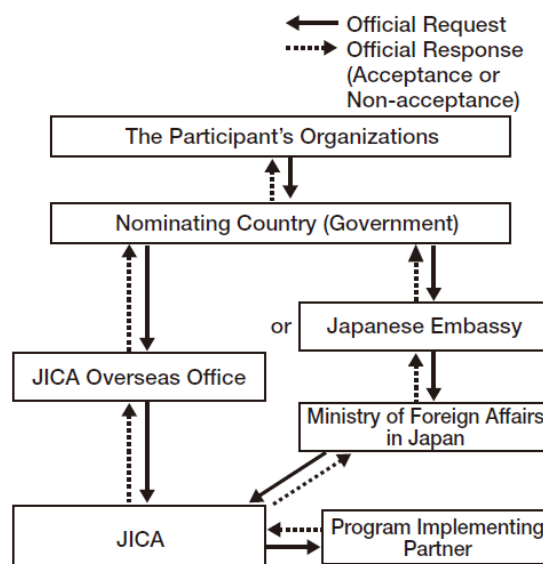 Official Request
Official Response
(Acceptance or
Non-acceptance)
The Participant's Organizations
Nominating Country (Government)
or
Japanese Embassy
JICA Overseas Office
Ministry of Foreign Affairs
in Japan
JICA
Program Implementing
Partner